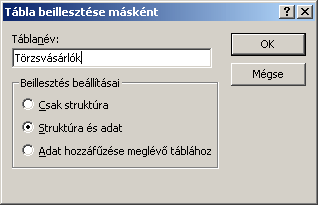 Tábla beillesztése másként
Táblanév:
Törzsvásárlók
OK
Mégse
Beillesztés beállításai
Csak struktúra
Struktúra és adat
Adat hozzáfűzése meglévő táblához